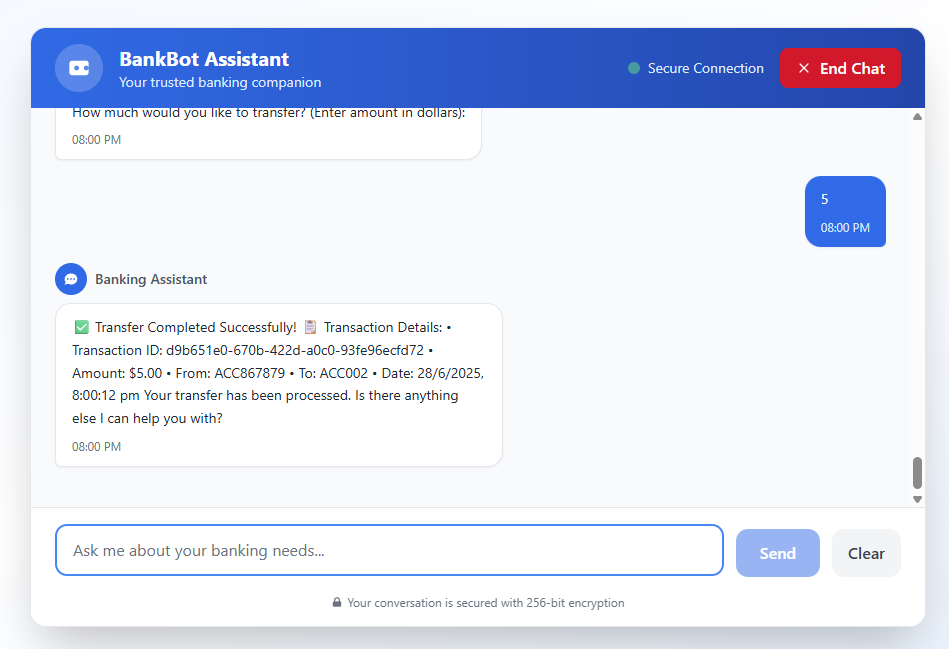 BankBot Assistant
Your trusted banking companion
Secure Connection
End Chat
How much would you like to transfer? (Enter amount in dollars):
08:00 PM
5
08:00 PM
Banking Assistant
✅ Transfer Completed Successfully! 📋 Transaction Details: •
Transaction ID: d9b651e0-670b-422d-a0c0-93fe96ecfd72 •
Amount: $5.00 • From: ACC867879 • To: ACC002 • Date: 28/6/2025,
8:00:12 pm Your transfer has been processed. Is there anything
else I can help you with?
08:00 PM
Ask me about your banking needs...
Send
Clear
Your conversation is secured with 256-bit encryption